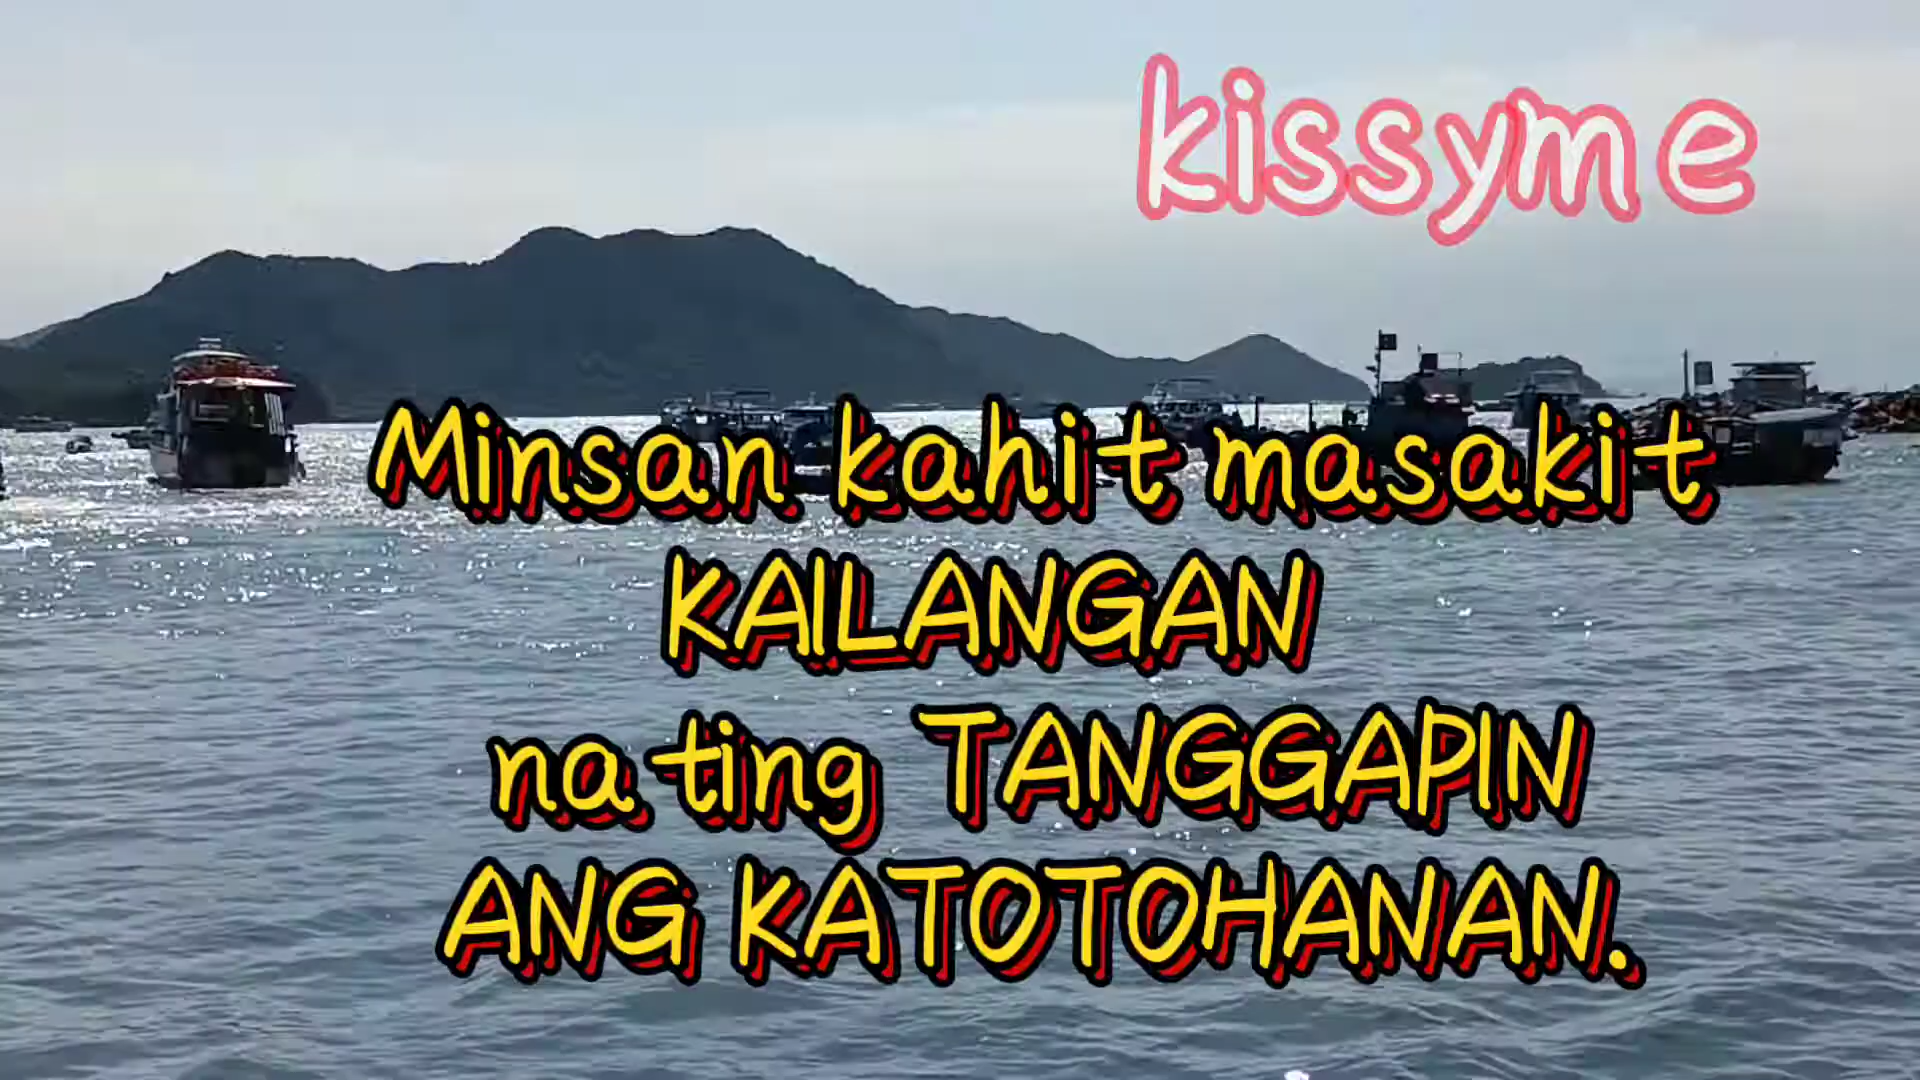 kissyme
Minsan kahit masakit
KAILANGAN
nating TANGGAPIN
ANG KATOTOHANAN.